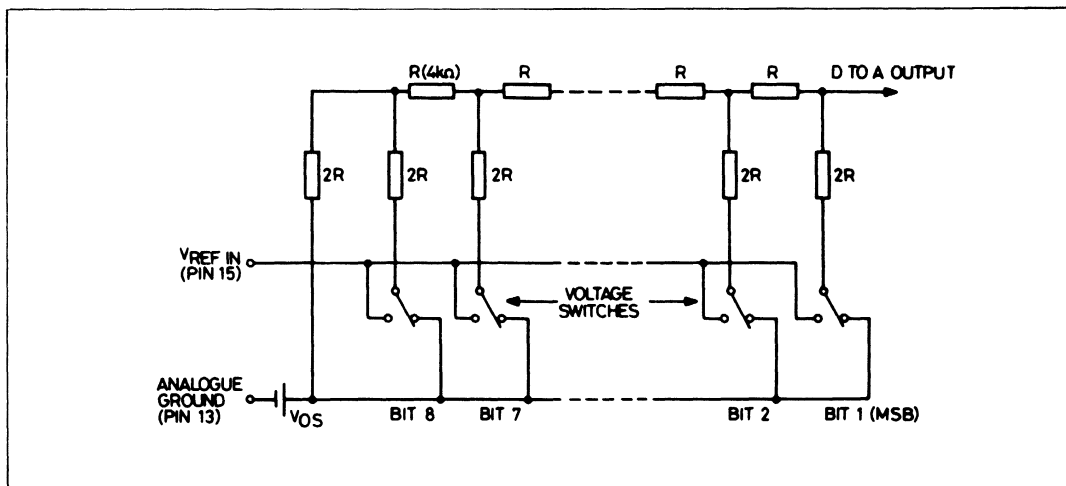 R(4kΩ) R R R D TO A OUTPUT
2R 2R 2R 2R 2R
VREF IN
(PIN 15)
VOLTAGE
SWITCHES
ANALOGUE
GROUND
(PIN 13)
VOS
BIT 8 BIT 7 BIT 2 BIT 1 (MSB)